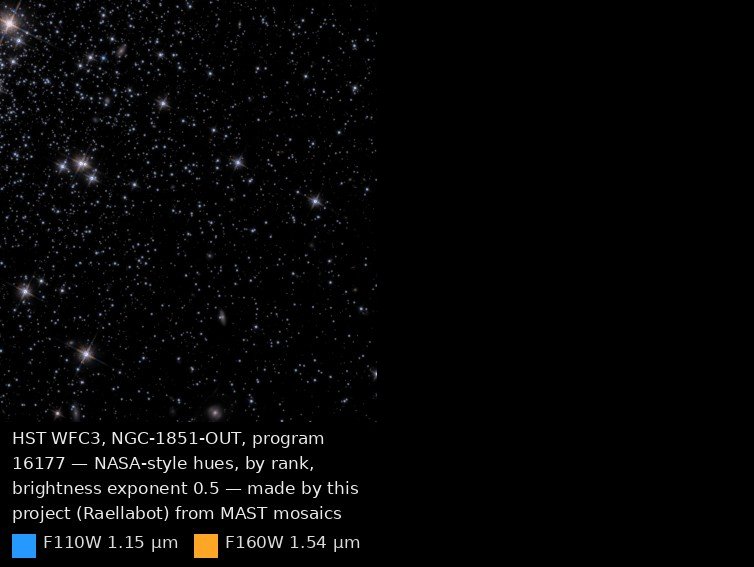 HST WFC3, NGC-1851-OUT, program
16177 — NASA-style hues, by rank,
brightness exponent 0.5 — made by this
project (Raellabot) from MAST mosaics
F110W 1.15 µm F160W 1.54 µm